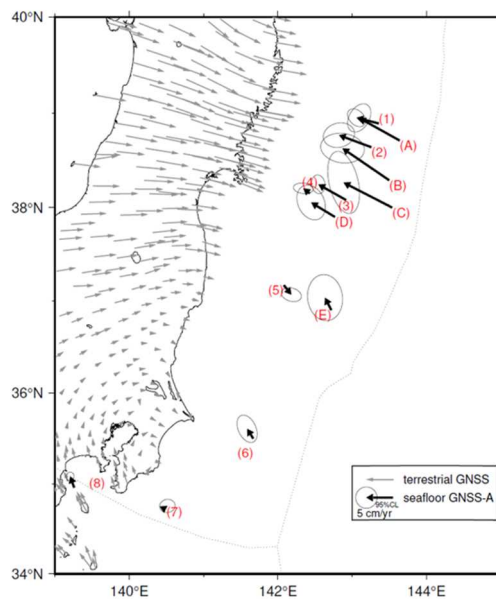 40°N
(1)
(A)
(2)
(B)
(4)
(3)
(C)
(D)
38°N
(5)
(E)
36°N
(6)
(8)
(7)
terrestrial GNSS
seafloor GNSS-A
95%CL
5 cm/yr
34°N
140°E
142°E
144°E